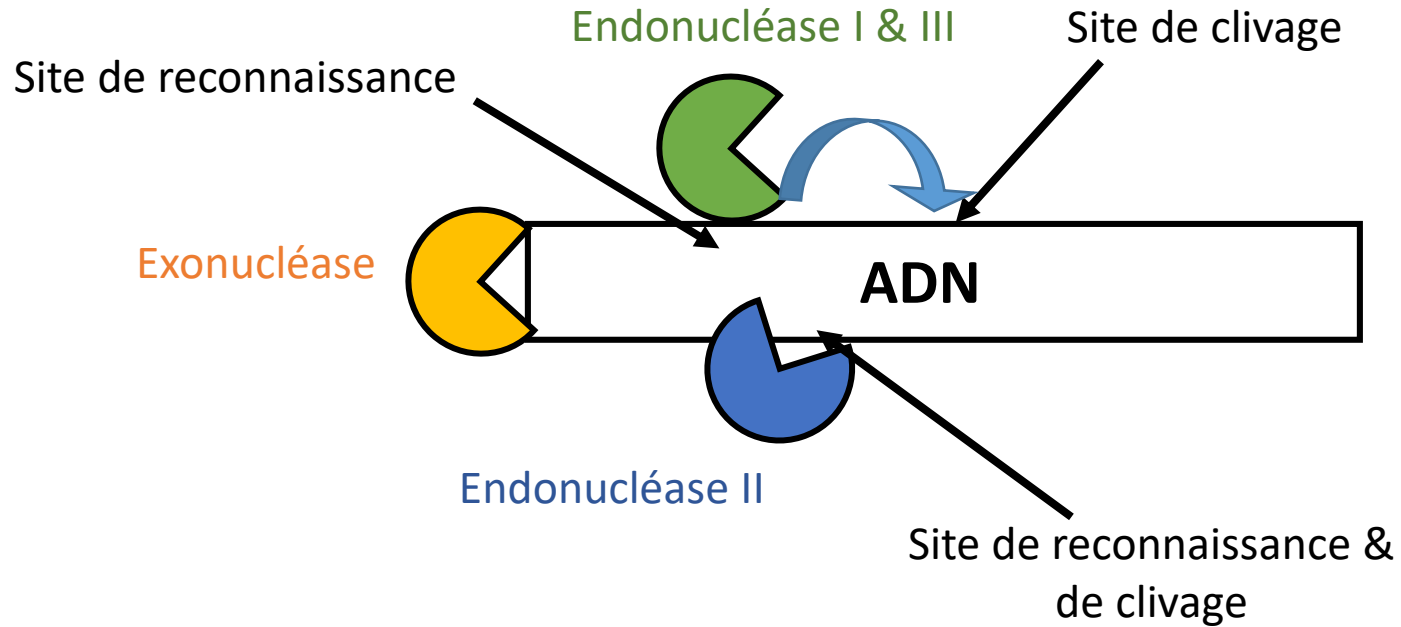 Endonucléase I & III
Site de clivage
Site de reconnaissance
Exonucléase
ADN
Endonucléase II
Site de reconnaissance &
de clivage